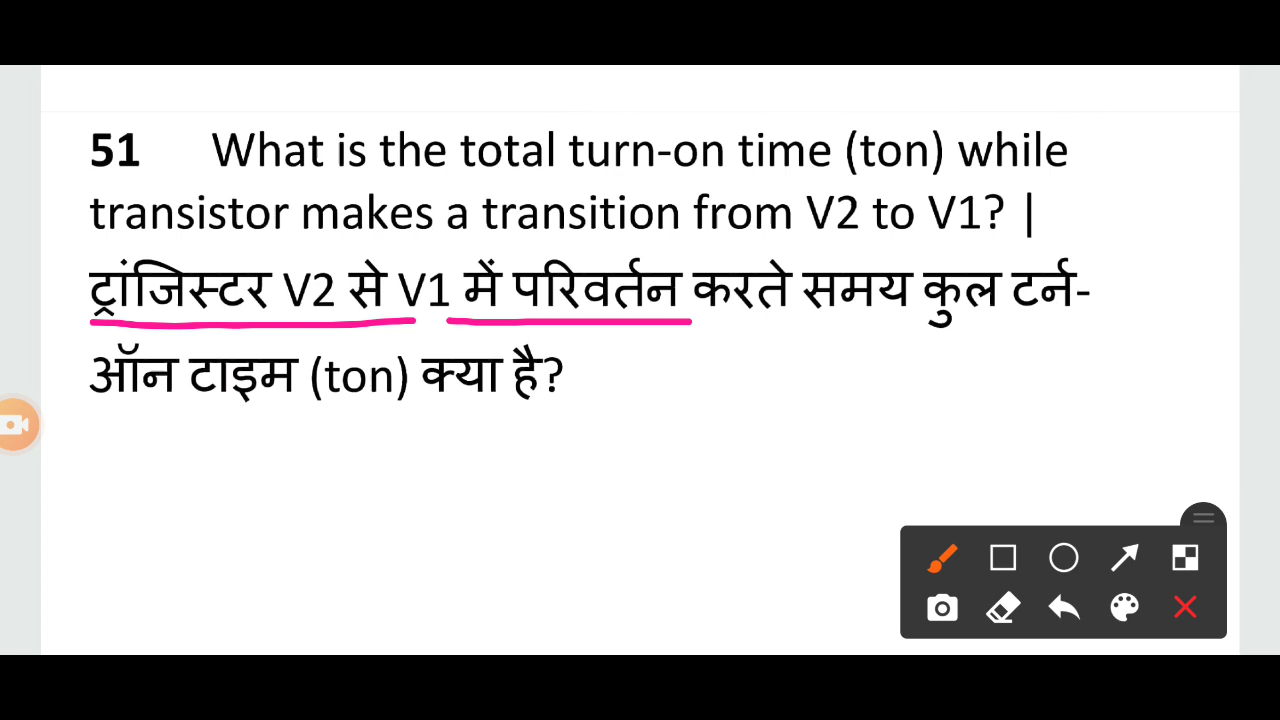 51 What is the total turn-on time (ton) while
transistor makes a transition from V2 to V1? |
ट्रांजिस्टर V2 से V1 में परिवर्तन करते समय कुल टर्न-
ऑन टाइम (ton) क्या है?